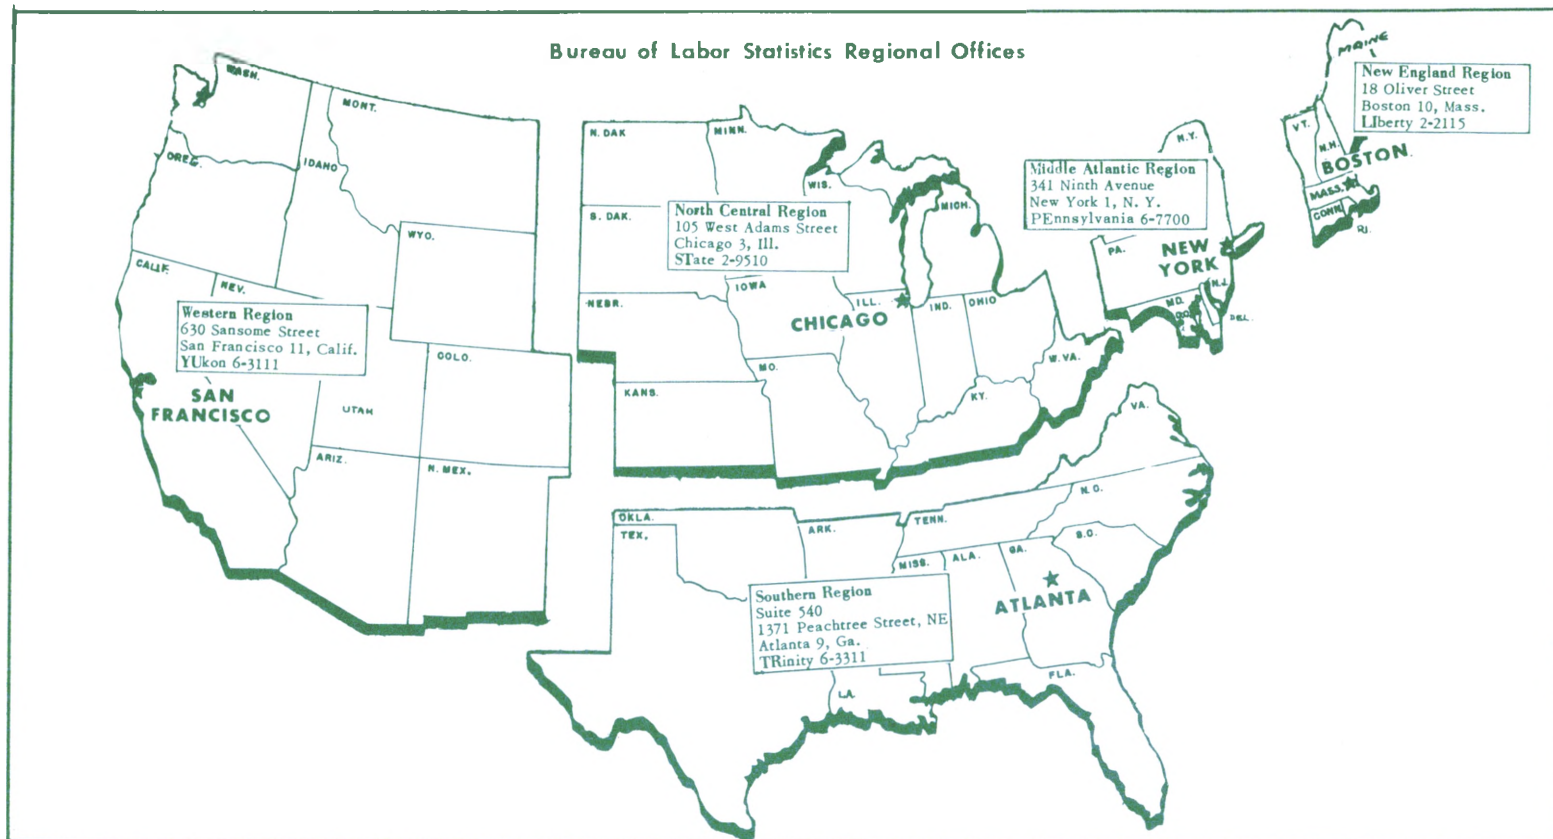 Bureau of Labor Statistics Regional Offices
MAINE
New England Region
18 Oliver Street
Boston 10, Mass.
LIberty 2-2115
VT.
N.H.
BOSTON
MASS.
CONN.
RI.
WASH.
MONT.
OREG.
IDAHO
WYO.
CALIF.
NEV.
Western Region
630 Sansome Street
San Francisco 11, Calif.
YUkon 6-3111
SAN
FRANCISCO
UTAH
COLO.
ARIZ.
N. MEX.
N. DAK
MINN.
S. DAK.
WIS.
MICH.
North Central Region
105 West Adams Street
Chicago 3, Ill.
STate 2-9510
NEBR.
IOWA
ILL.
CHICAGO
IND.
OHIO
KANS.
MO.
KY.
W. VA.
N.Y.
Middle Atlantic Region
341 Ninth Avenue
New York 1, N. Y.
PEnnsylvania 6-7700
PA.
NEW
YORK
N.J.
MD.
D.C.
DEL.
VA.
OKLA.
TEX.
ARK.
TENN.
N.C.
S.C.
MISS.
ALA.
GA.
ATLANTA
Southern Region
Suite 540
1371 Peachtree Street, NE
Atlanta 9, Ga.
TRinity 6-3311
LA.
FLA.